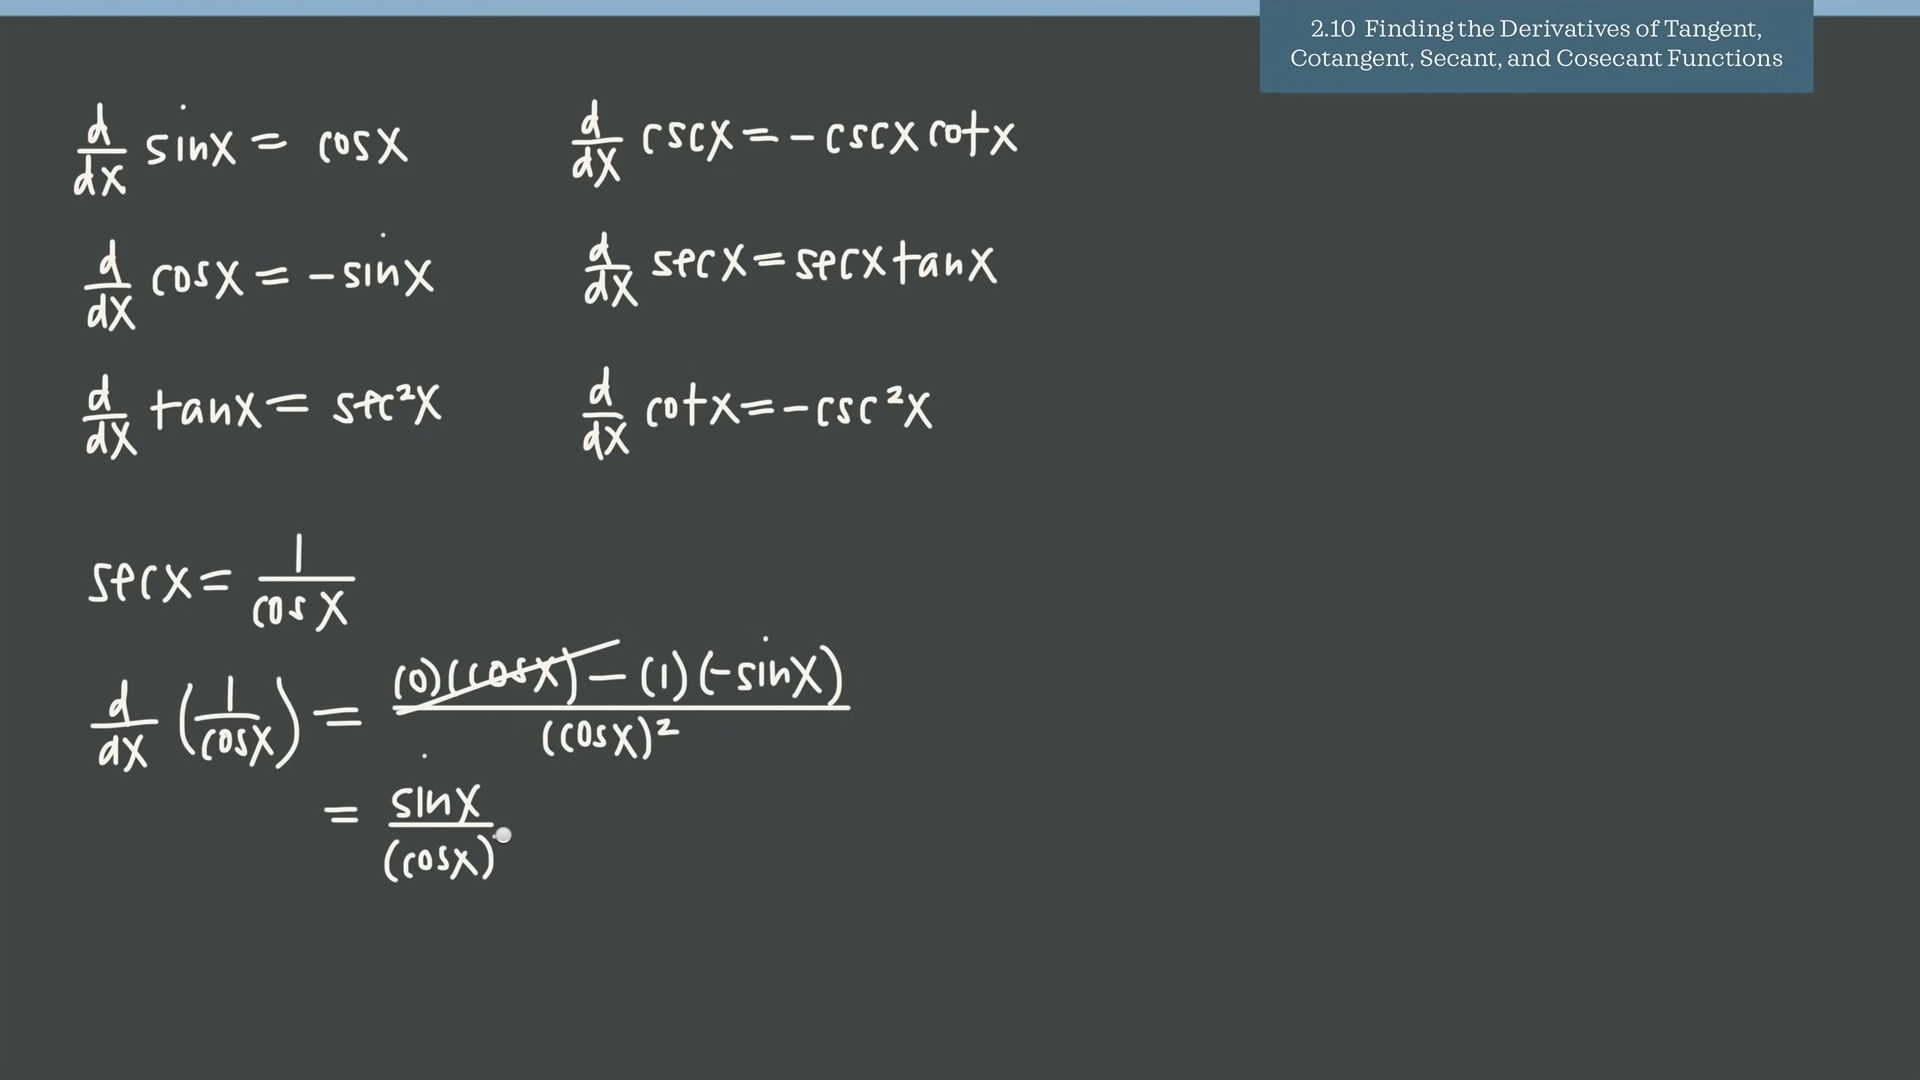 2.10 Finding the Derivatives of Tangent,
Cotangent, Secant, and Cosecant Functions
d/dx sinx = cosx
d/dx cscx = -cscx cotx
d/dx cosx = -sinx
d/dx secx = secx tanx
d/dx tanx = sec²x
d/dx cotx = -csc²x
secx = 1/cosx
d/dx (1/cosx) = ((0)(cosx) - (1)(-sinx))/(cosx)²
= sinx/(cosx)